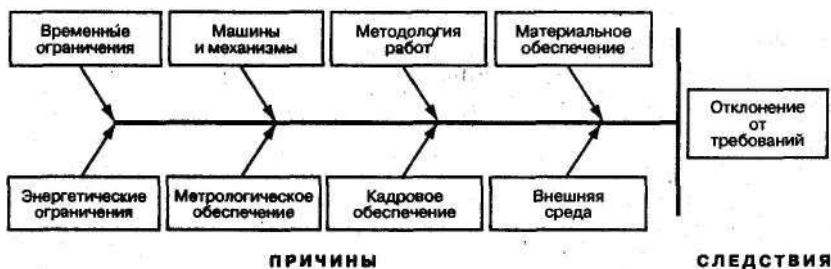 Временные
ограничения
Машины
и механизмы
Методология
работ
Материальное
обеспечение
Отклонение
от
требований
Энергетические
ограничения
Метрологическое
обеспечение
Кадровое
обеспечение
Внешняя
среда
ПРИЧИНЫ
СЛЕДСТВИЯ